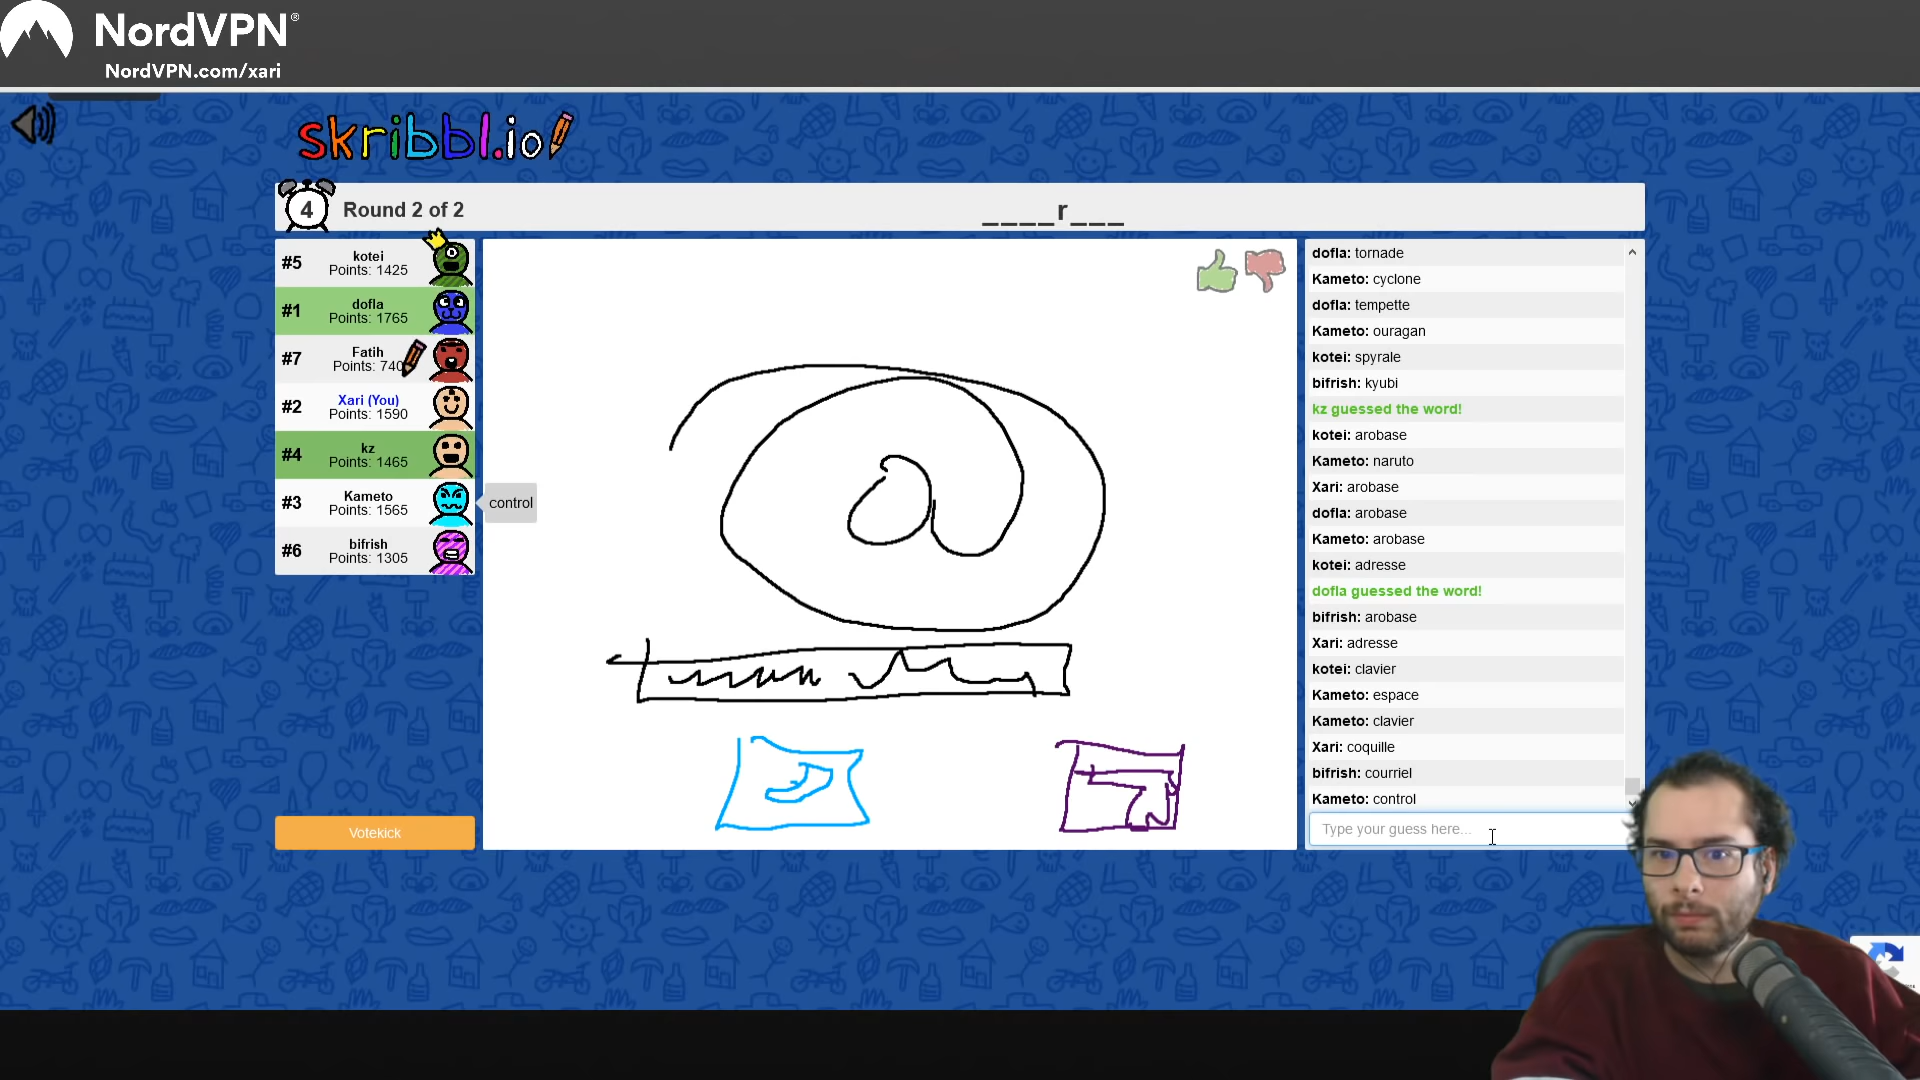 NordVPN®
NordVPN.com/xari
skribbl.io
4
Round 2 of 2
____r___
#5
kotei
Points: 1425
#1
dofla
Points: 1765
#7
Fatih
Points: 740
#2
Xari (You)
Points: 1590
#4
kz
Points: 1465
#3
Kameto
Points: 1565
control
#6
bifrish
Points: 1305
Votekick
dofla: tornade
Kameto: cyclone
dofla: tempette
Kameto: ouragan
kotei: spyrale
bifrish: kyubi
kz guessed the word!
kotei: arobase
Kameto: naruto
Xari: arobase
dofla: arobase
Kameto: arobase
kotei: adresse
dofla guessed the word!
bifrish: arobase
Xari: adresse
kotei: clavier
Kameto: espace
Kameto: clavier
Xari: coquille
bifrish: courriel
Kameto: control
Type your guess here...